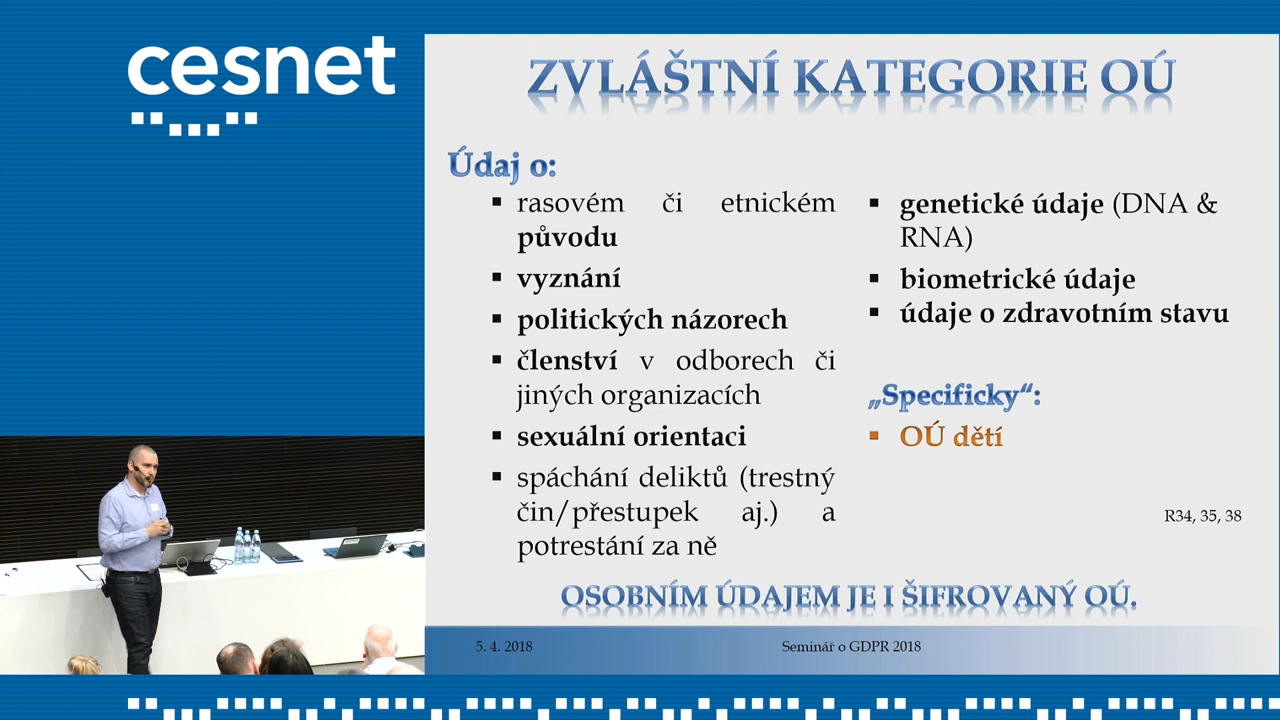 cesnet
ZVLÁŠTNÍ KATEGORIE OÚ
Údaj o:
▪ rasovém či etnickém
původu
▪ vyznání
▪ politických názorech
▪ členství v odborech či
jiných organizacích
▪ sexuální orientaci
▪ spáchání deliktů (trestný
čin/přestupek aj.) a
potrestání za ně
▪ genetické údaje (DNA &
RNA)
▪ biometrické údaje
▪ údaje o zdravotním stavu
„Specificky“:
▪ OÚ dětí
R34, 35, 38
OSOBNÍM ÚDAJEM JE I ŠIFROVANÝ OÚ.
5. 4. 2018
Seminář o GDPR 2018